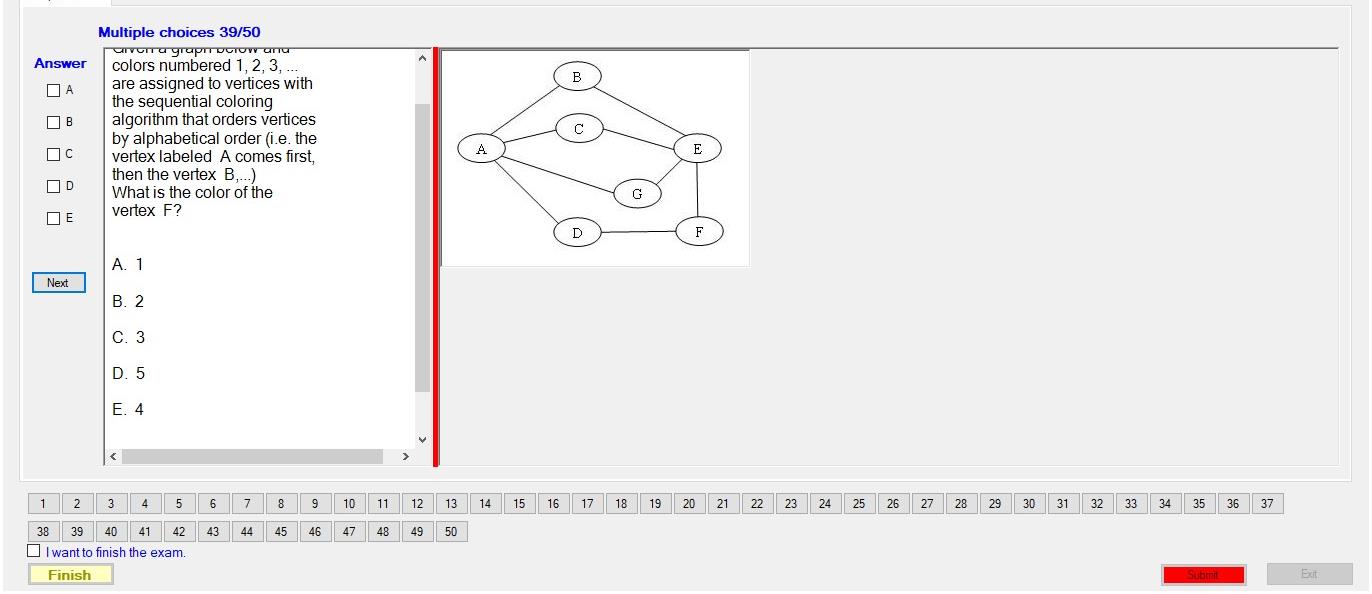 Multiple choices 39/50
Answer
A
B
C
D
E
Next
Given a graph below and
colors numbered 1, 2, 3, ...
are assigned to vertices with
the sequential coloring
algorithm that orders vertices
by alphabetical order (i.e. the
vertex labeled A comes first,
then the vertex B,...)
What is the color of the
vertex F?
A. 1
B. 2
C. 3
D. 5
E. 4
B
C
A
E
G
D
F
1 2 3 4 5 6 7 8 9 10 11 12 13 14 15 16 17 18 19 20 21 22 23 24 25 26 27 28 29 30 31 32 33 34 35 36 37
38 39 40 41 42 43 44 45 46 47 48 49 50
I want to finish the exam.
Finish
Submit
Exit